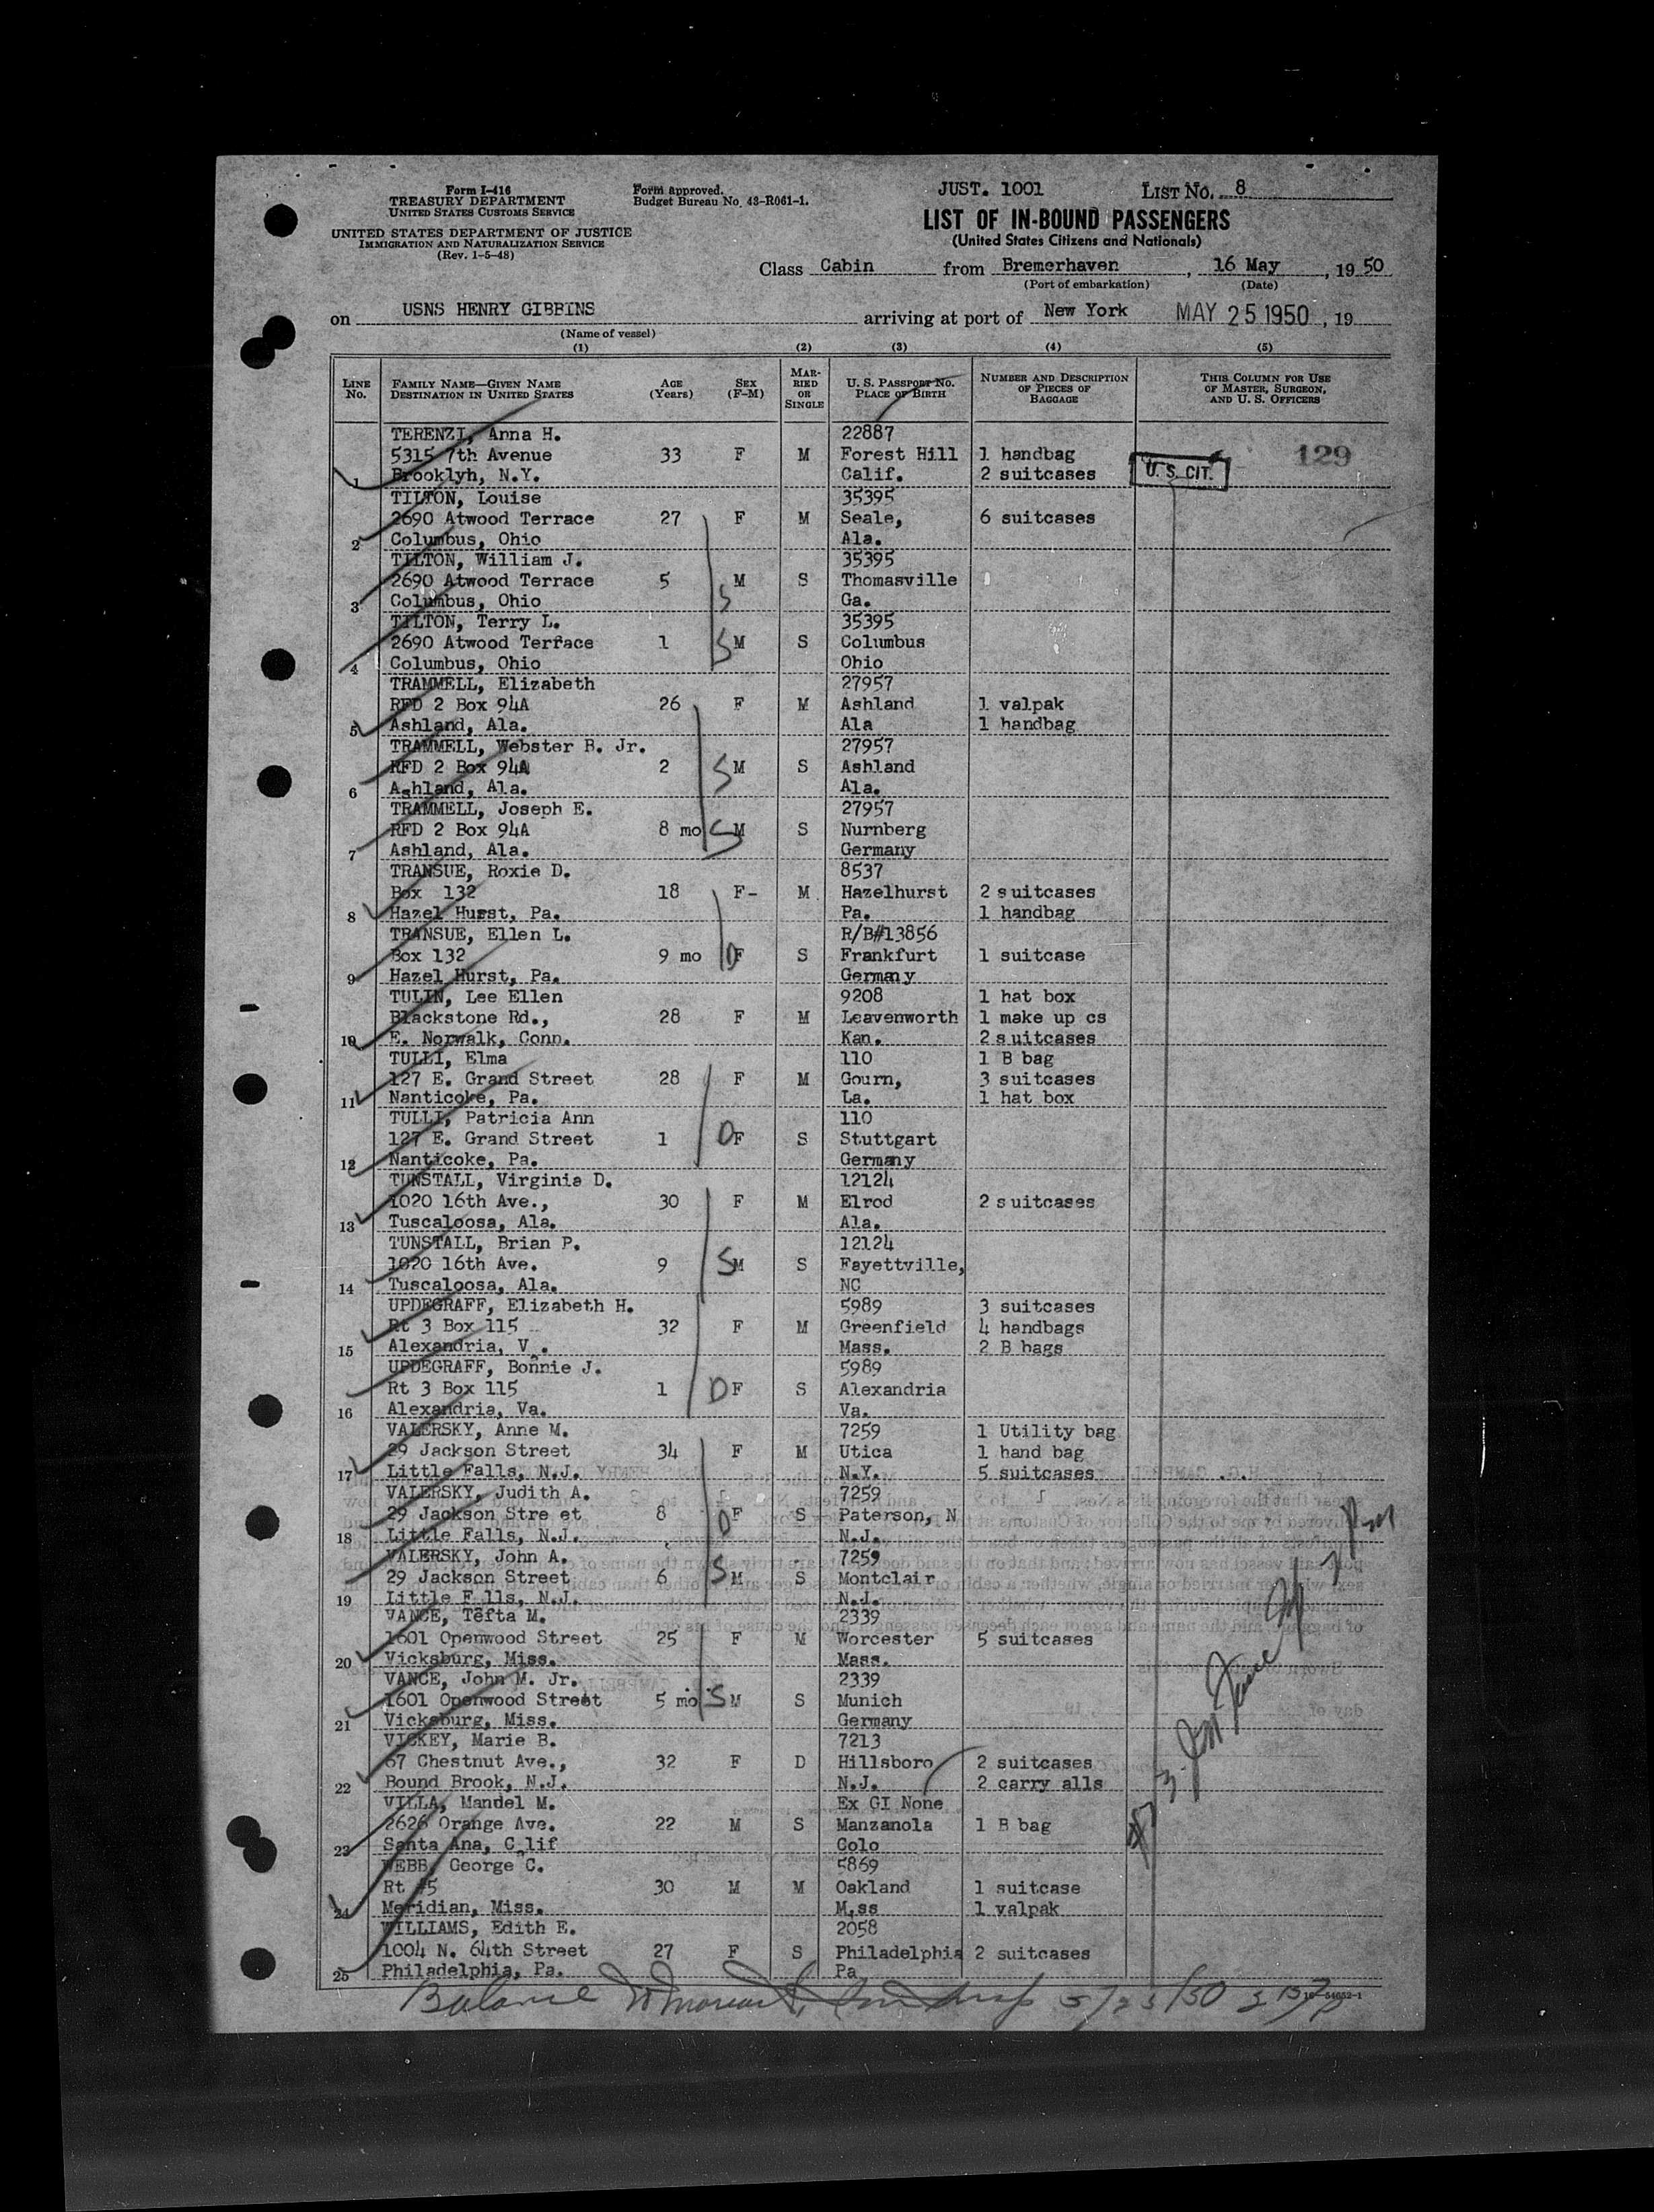 Form I-416
TREASURY DEPARTMENT
UNITED STATES CUSTOMS SERVICE
UNITED STATES DEPARTMENT OF JUSTICE
IMMIGRATION AND NATURALIZATION SERVICE
(Rev. 1-5-48)
Form approved.
Budget Bureau No. 43-R061-1.
JUST. 1001 LIST NO. 8
LIST OF IN-BOUND PASSENGERS
(United States Citizens and Nationals)
Class Cabin from Bremerhaven, 16 May, 1950
(Port of embarkation) (Date)
on USNS HENRY GIBBINS arriving at port of New York MAY 25 1950, 19
(Name of vessel)
(1) (2) (3) (4) (5)
LINE NO. FAMILY NAME—GIVEN NAME DESTINATION IN UNITED STATES AGE (Years) SEX (F-M) MARRIED OR SINGLE U. S. PASSPORT NO. PLACE OF BIRTH NUMBER AND DESCRIPTION OF PIECES OF BAGGAGE THIS COLUMN FOR USE OF MASTER, SURGEON, AND U. S. OFFICERS
TERENZI, Anna H. 22887
5315 7th Avenue 33 F M Forest Hill 1 handbag 129
1 Brooklyn, N.Y. Calif. 2 suitcases U. S. CIT.
TILTON, Louise 35395
2690 Atwood Terrace 27 F M Seale, 6 suitcases
2 Columbus, Ohio Ala.
TILTON, William J. 35395
2690 Atwood Terrace 5 M S Thomasville
3 Columbus, Ohio S Ga.
TILTON, Terry L. 35395
2690 Atwood Terrace 1 S M S Columbus
4 Columbus, Ohio Ohio
TRAMMELL, Elizabeth 27957
RFD 2 Box 94A 26 F M Ashland 1 valpak
5 Ashland, Ala. Ala 1 handbag
TRAMMELL, Webster B. Jr. 27957
RFD 2 Box 94A 2 S M S Ashland
6 Ashland, Ala. Ala.
TRAMMELL, Joseph E. 27957
RFD 2 Box 94A 8 mo S M S Nurnberg
7 Ashland, Ala. Germany
TRANSUE, Roxie D. 8537
Box 132 18 F- M Hazelhurst 2 suitcases
8 Hazel Hurst, Pa. Pa. 1 handbag
TRANSUE, Ellen L. R/B#13856
Box 132 9 mo D F S Frankfurt 1 suitcase
9 Hazel Hurst, Pa. Germany
TULIN, Lee Ellen 9208 1 hat box
Blackstone Rd., 28 F M Leavenworth 1 make up cs
10 E. Norwalk, Conn. Kan. 2 suitcases
TULLI, Elma 110 1 B bag
127 E. Grand Street 28 F M Gourn, 3 suitcases
11 Nanticoke, Pa. La. 1 hat box
TULLI, Patricia Ann 110
127 E. Grand Street 1 D F S Stuttgart
12 Nanticoke, Pa. Germany
TUNSTALL, Virginia D. 12124
1020 16th Ave., 30 F M Elrod 2 suitcases
13 Tuscaloosa, Ala. Ala.
TUNSTALL, Brian P. 12124
1020 16th Ave. 9 S M S Fayettville,
14 Tuscaloosa, Ala. NC
UPDEGRAFF, Elizabeth H. 5989 3 suitcases
Rt 3 Box 115 32 F M Greenfield 4 handbags
15 Alexandria, Va. Mass. 2 B bags
UPDEGRAFF, Bonnie J. 5989
Rt 3 Box 115 1 D F S Alexandria
16 Alexandria, Va. Va.
VALERSKY, Anne M. 7259 1 Utility bag
29 Jackson Street 34 F M Utica 1 hand bag
17 Little Falls, N.J. N.Y. 5 suitcases
VALERSKY, Judith A. 7259
29 Jackson Stre et 8 D F S Paterson, N
18 Little Falls, N.J. N.J.
VALERSKY, John A. 7259
29 Jackson Street 6 S M S Montclair
19 Little Falls, N.J. N.J.
VANCE, Tefta M. 2339
1601 Openwood Street 25 F M Worcester 5 suitcases
20 Vicksburg, Miss. Mass.
VANCE, John M. Jr. 2339
1601 Openwood Street 5 mo S M S Munich
21 Vicksburg, Miss. Germany
VICKEY, Marie B. 7213
67 Chestnut Ave., 32 F D Hillsboro 2 suitcases
22 Bound Brook, N.J. N.J. 2 carry alls
VILLA, Mandel M. Ex GI None
2626 Orange Ave. 22 M S Manzanola 1 B bag
23 Santa Ana, Calif Colo
WEBB, George C. 5869
Rt #5 30 M M Oakland 1 suitcase
24 Meridian, Miss. M,ss 1 valpak
WILLIAMS, Edith E. 2058
1004 N. 64th Street 27 F S Philadelphia 2 suitcases
25 Philadelphia, Pa. Pa
Balance 5/25/50
16-54652-1